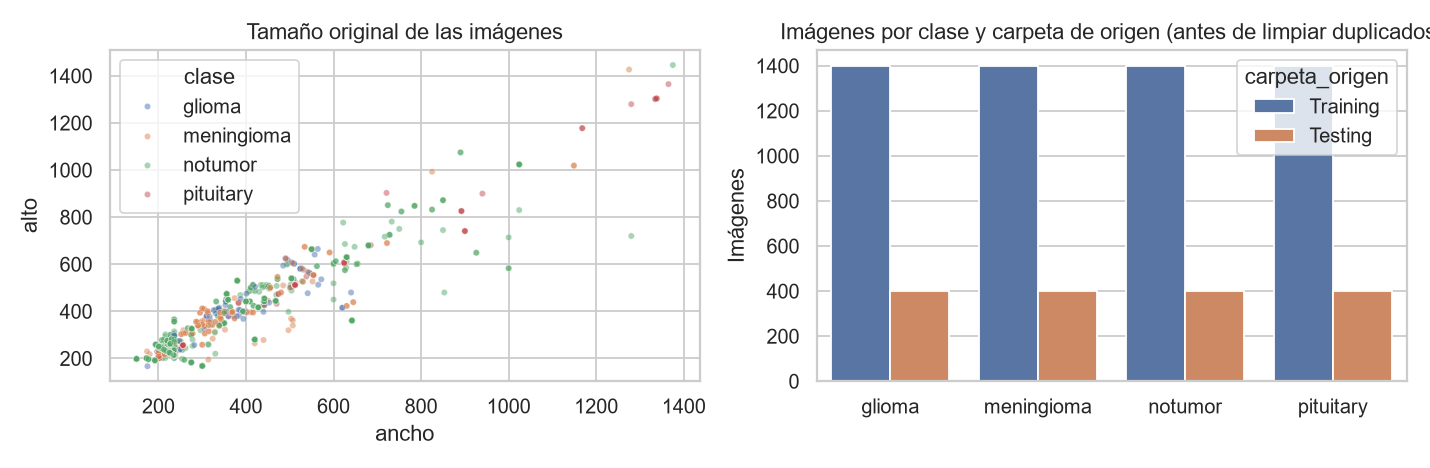 Tamaño original de las imágenes
1400
1200
1000
800
600
400
200
alto
clase
glioma
meningioma
notumor
pituitary
200 400 600 800 1000 1200 1400
ancho
Imágenes por clase y carpeta de origen (antes de limpiar duplicados
1400
1200
1000
800
600
400
200
0
Imágenes
carpeta_origen
Training
Testing
glioma meningioma notumor pituitary